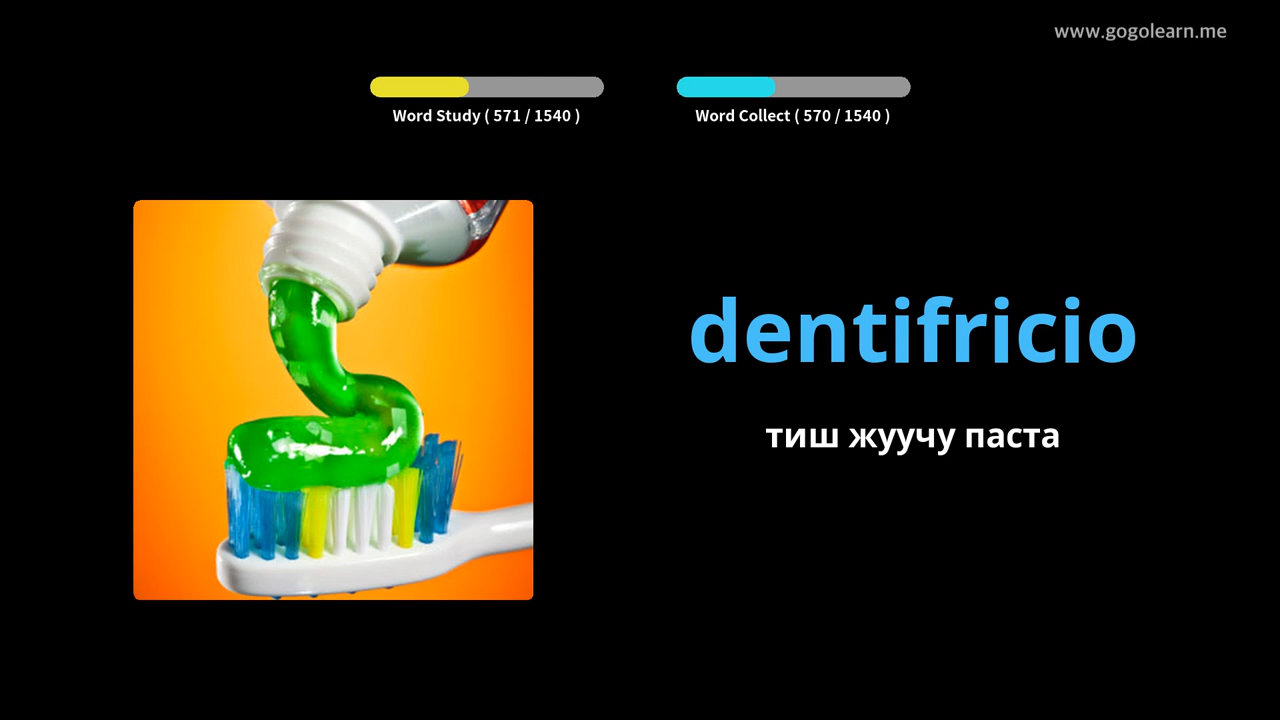 www.gogolearn.me
Word Study ( 571 / 1540 )
Word Collect ( 570 / 1540 )
dentifricio
тиш жуучу паста